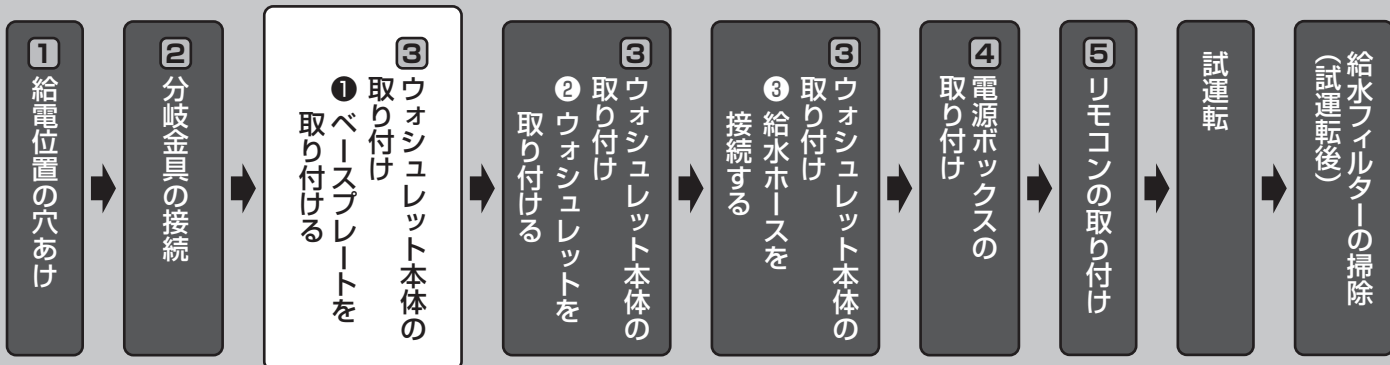 1
給電位置の穴あけ
2
分岐金具の接続
3
ウォシュレット本体の
取り付け
❶ ベースプレートを
取り付ける
3
ウォシュレット本体の
取り付け
❷ ウォシュレットを
取り付ける
3
ウォシュレット本体の
取り付け
❸ 給水ホースを
接続する
4
電源ボックスの
取り付け
5
リモコンの取り付け
試運転
給水フィルターの掃除
（試運転後）